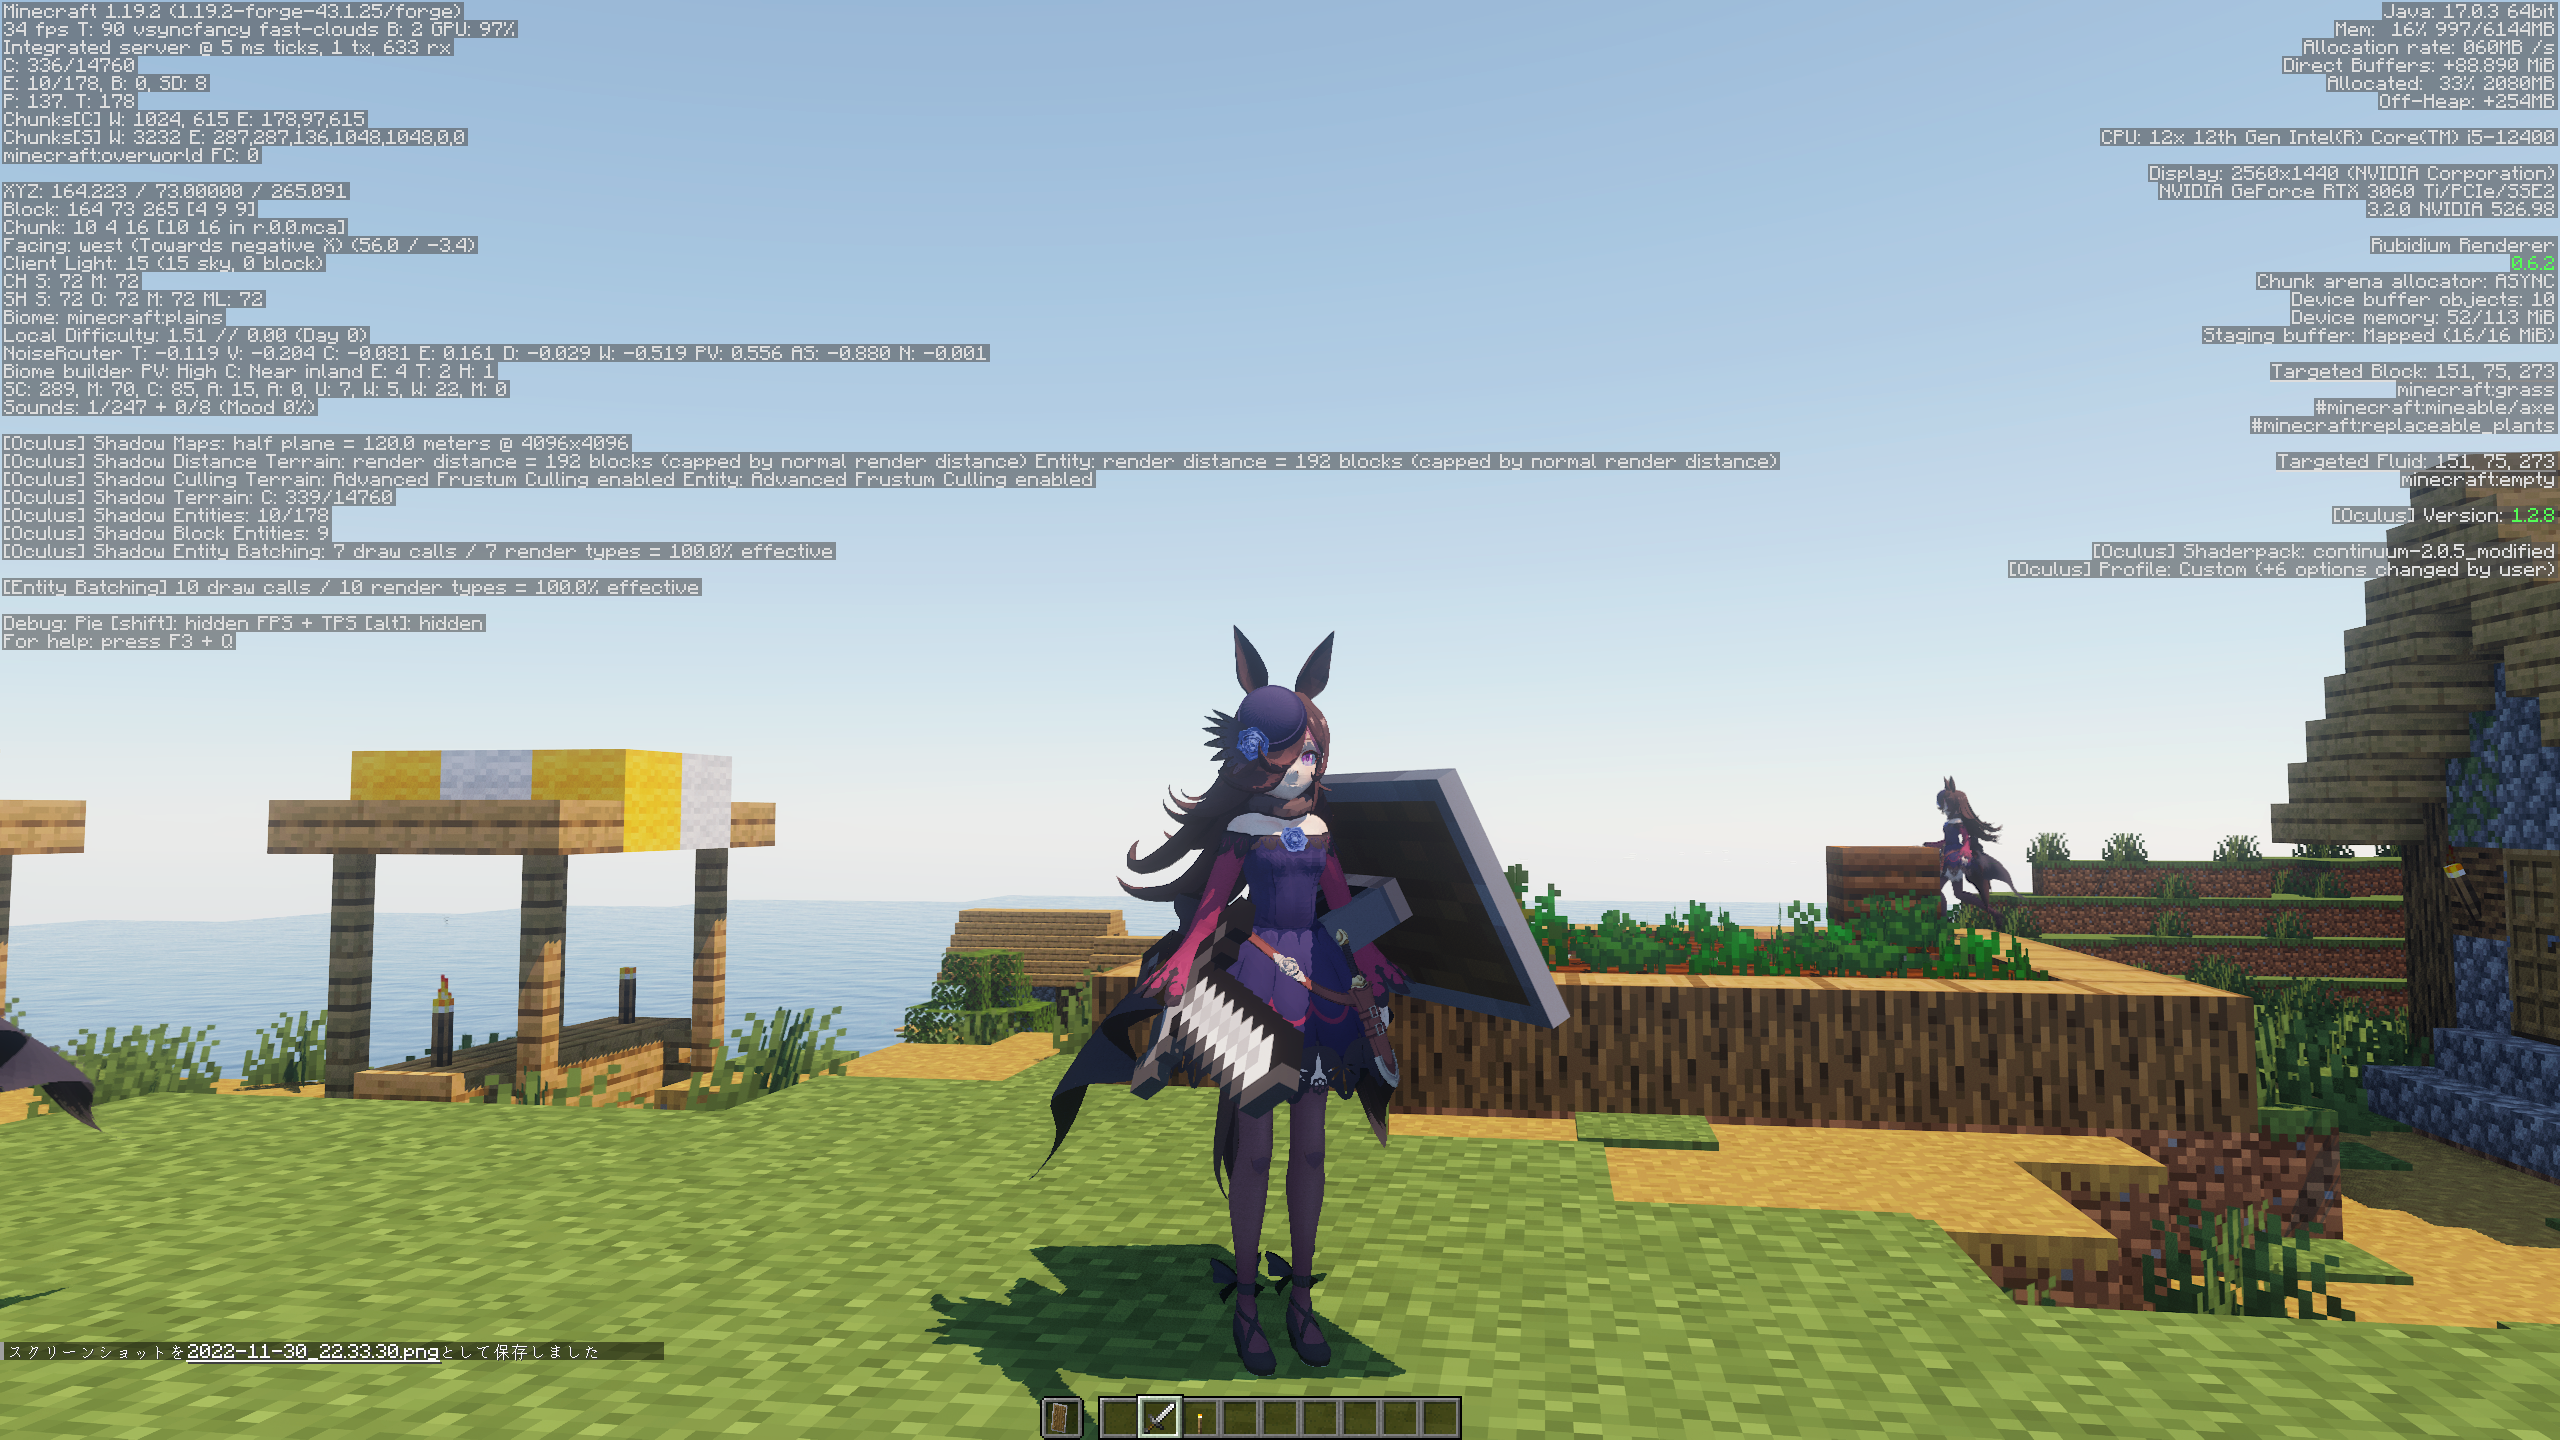 Minecraft 1.19.2 (1.19.2-forge-43.1.25/forge)
34 fps T: 90 vsyncfancy fast-clouds B: 2 GPU: 97%
Integrated server @ 5 ms ticks, 1 tx, 633 rx
C: 336/14760
E: 10/178, B: 0, SD: 8
P: 137. T: 178
Chunks[C] W: 1024, 615 E: 178,97,615
Chunks[S] W: 3232 E: 287,287,136,1048,1048,0,0
minecraft:overworld FC: 0
XYZ: 164.223 / 73.00000 / 265.091
Block: 164 73 265 [4 9 9]
Chunk: 10 4 16 [10 16 in r.0.0.mca]
Facing: west (Towards negative X) (56.0 / -3.4)
Client Light: 15 (15 sky, 0 block)
CH S: 72 M: 72
SH S: 72 O: 72 M: 72 ML: 72
Biome: minecraft:plains
Local Difficulty: 1.51 // 0.00 (Day 0)
NoiseRouter T: -0.119 V: -0.204 C: -0.081 E: 0.161 D: -0.029 W: -0.519 PV: 0.556 AS: -0.880 N: -0.001
Biome builder PV: High C: Near inland E: 4 T: 2 H: 1
SC: 289, M: 70, C: 85, A: 15, A: 0, U: 7, W: 5, W: 22, M: 0
Sounds: 1/247 + 0/8 (Mood 0%)
[Oculus] Shadow Maps: half plane = 120.0 meters @ 4096x4096
[Oculus] Shadow Distance Terrain: render distance = 192 blocks (capped by normal render distance) Entity: render distance = 192 blocks (capped by normal render distance)
[Oculus] Shadow Culling Terrain: Advanced Frustum Culling enabled Entity: Advanced Frustum Culling enabled
[Oculus] Shadow Terrain: C: 339/14760
[Oculus] Shadow Entities: 10/178
[Oculus] Shadow Block Entities: 9
[Oculus] Shadow Entity Batching: 7 draw calls / 7 render types = 100.0% effective
[Entity Batching] 10 draw calls / 10 render types = 100.0% effective
Debug: Pie [shift]: hidden FPS + TPS [alt]: hidden
For help: press F3 + Q
Java: 17.0.3 64bit
Mem: 16% 997/6144MB
Allocation rate: 060MB /s
Direct Buffers: +88.890 MiB
Allocated: 33% 2080MB
Off-Heap: +254MB
CPU: 12x 12th Gen Intel(R) Core(TM) i5-12400
Display: 2560x1440 (NVIDIA Corporation)
NVIDIA GeForce RTX 3060 Ti/PCIe/SSE2
3.2.0 NVIDIA 526.98
Rubidium Renderer
0.6.2
Chunk arena allocator: ASYNC
Device buffer objects: 10
Device memory: 52/113 MiB
Staging buffer: Mapped (16/16 MiB)
Targeted Block: 151, 75, 273
minecraft:grass
#minecraft:mineable/axe
#minecraft:replaceable_plants
Targeted Fluid: 151, 75, 273
minecraft:empty
[Oculus] Version: 1.2.8
[Oculus] Shaderpack: continuum-2.0.5_modified
[Oculus] Profile: Custom (+6 options changed by user)
スクリーンショットを2022-11-30_22.33.30.pngとして保存しました